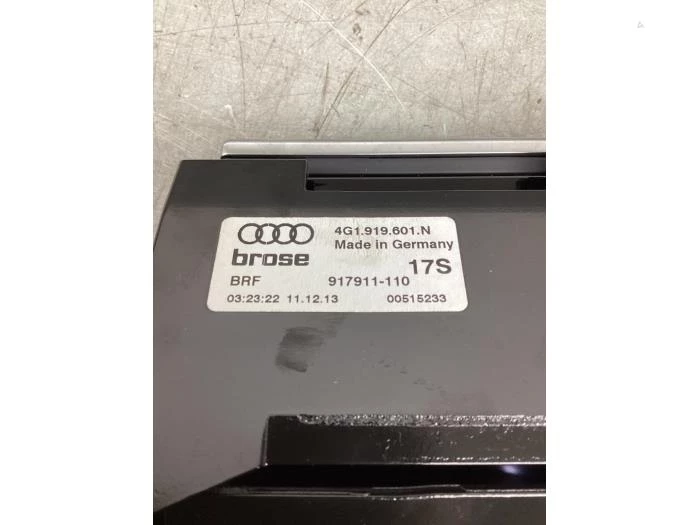 4G1.919.601.N
Made in Germany
brose 17S
BRF 917911-110
03:23:22 11.12.13 00515233